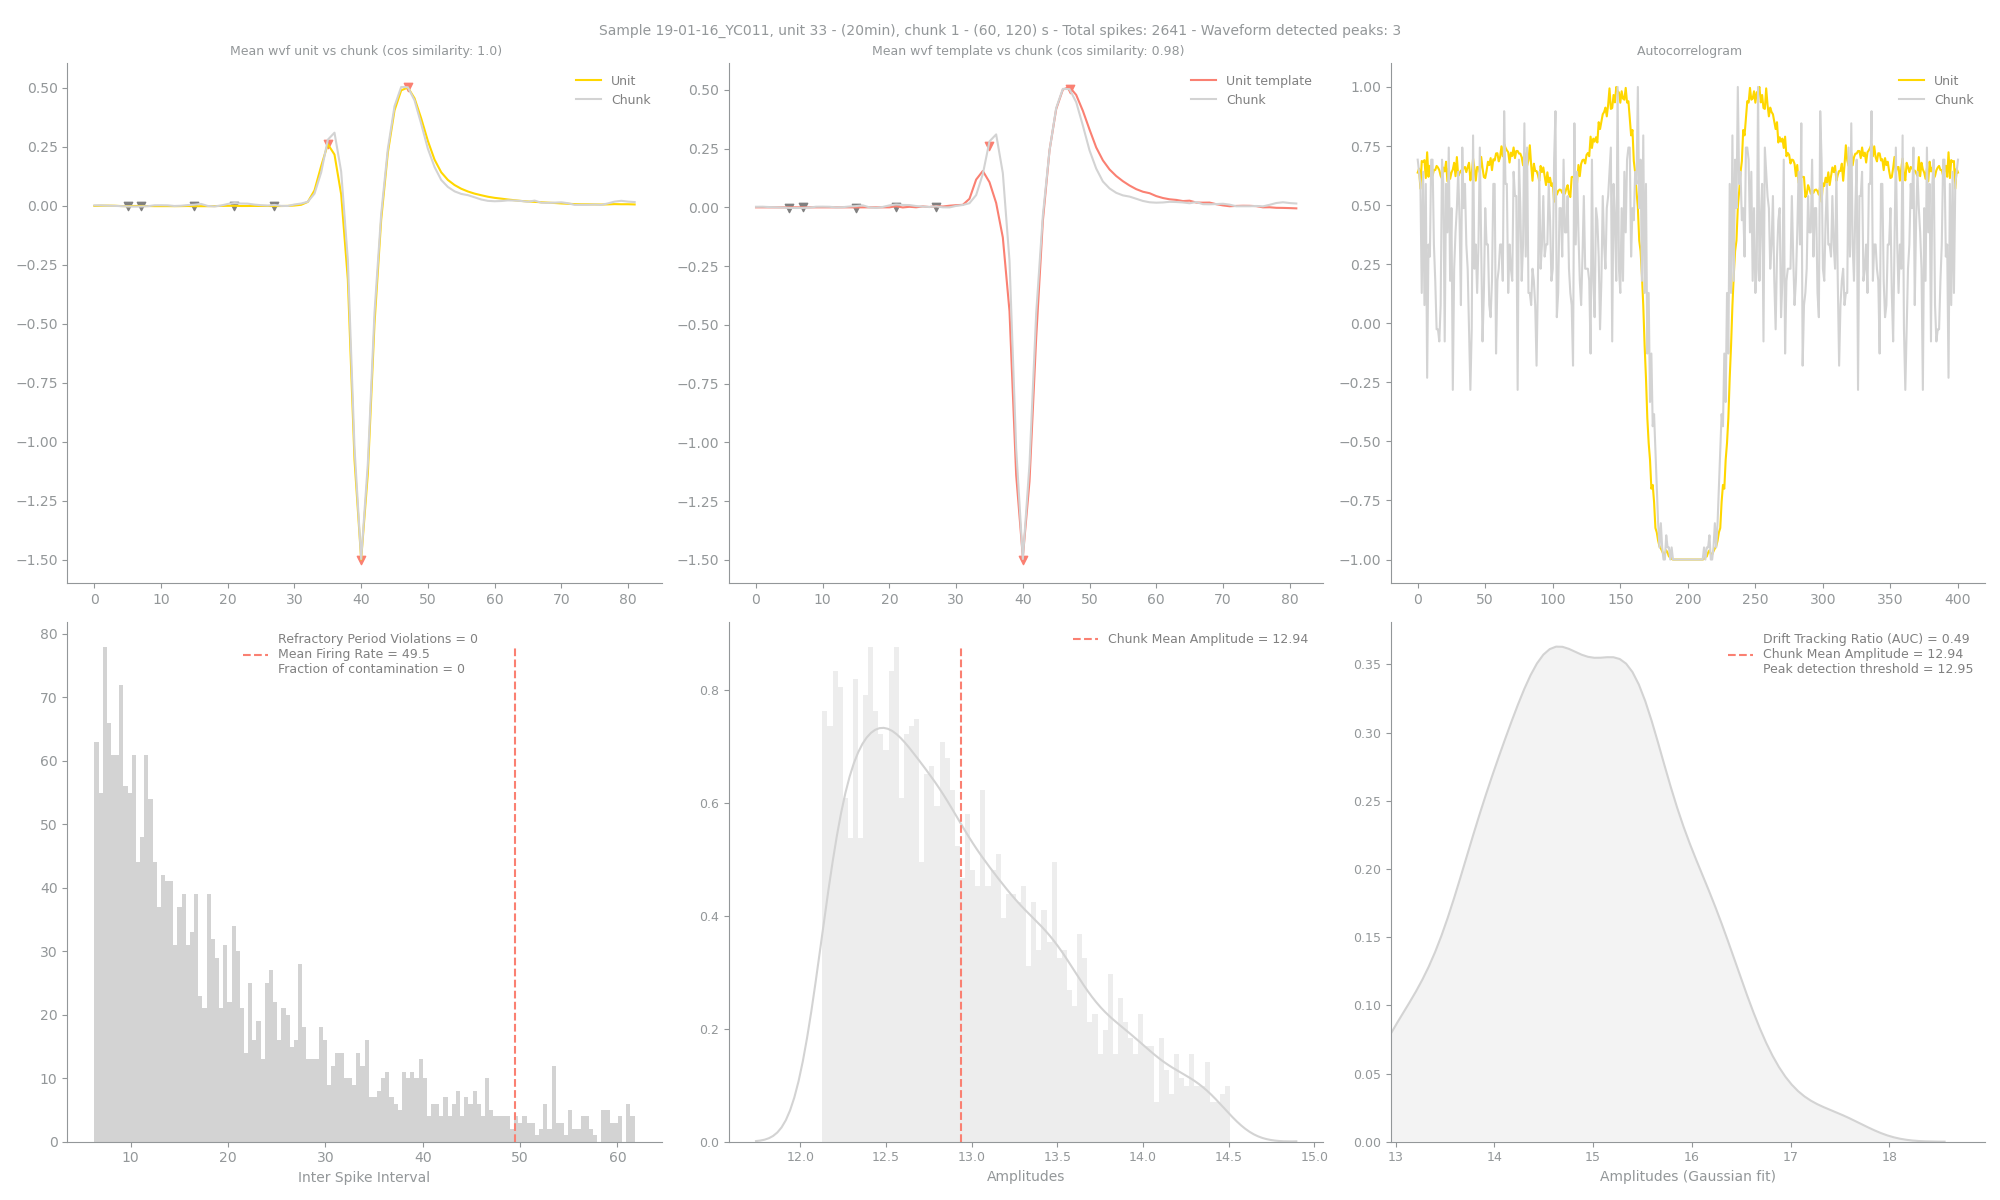 Sample 19-01-16_YC011, unit 33 - (20min), chunk 1 - (60, 120) s - Total spikes: 2641 - Waveform detected peaks: 3
Mean wvf unit vs chunk (cos similarity: 1.0)
Unit
Chunk
0.50
0.25
0.00
−0.25
−0.50
−0.75
−1.00
−1.25
−1.50
0 10 20 30 40 50 60 70 80
Mean wvf template vs chunk (cos similarity: 0.98)
Unit template
Chunk
0.50
0.25
0.00
−0.25
−0.50
−0.75
−1.00
−1.25
−1.50
0 10 20 30 40 50 60 70 80
Autocorrelogram
Unit
Chunk
1.00
0.75
0.50
0.25
0.00
−0.25
−0.50
−0.75
−1.00
0 50 100 150 200 250 300 350 400
Refractory Period Violations = 0
Mean Firing Rate = 49.5
Fraction of contamination = 0
80
70
60
50
40
30
20
10
0
10 20 30 40 50 60
Inter Spike Interval
Chunk Mean Amplitude = 12.94
0.8
0.6
0.4
0.2
0.0
12.0 12.5 13.0 13.5 14.0 14.5 15.0
Amplitudes
Drift Tracking Ratio (AUC) = 0.49
Chunk Mean Amplitude = 12.94
Peak detection threshold = 12.95
0.35
0.30
0.25
0.20
0.15
0.10
0.05
0.00
13 14 15 16 17 18
Amplitudes (Gaussian fit)